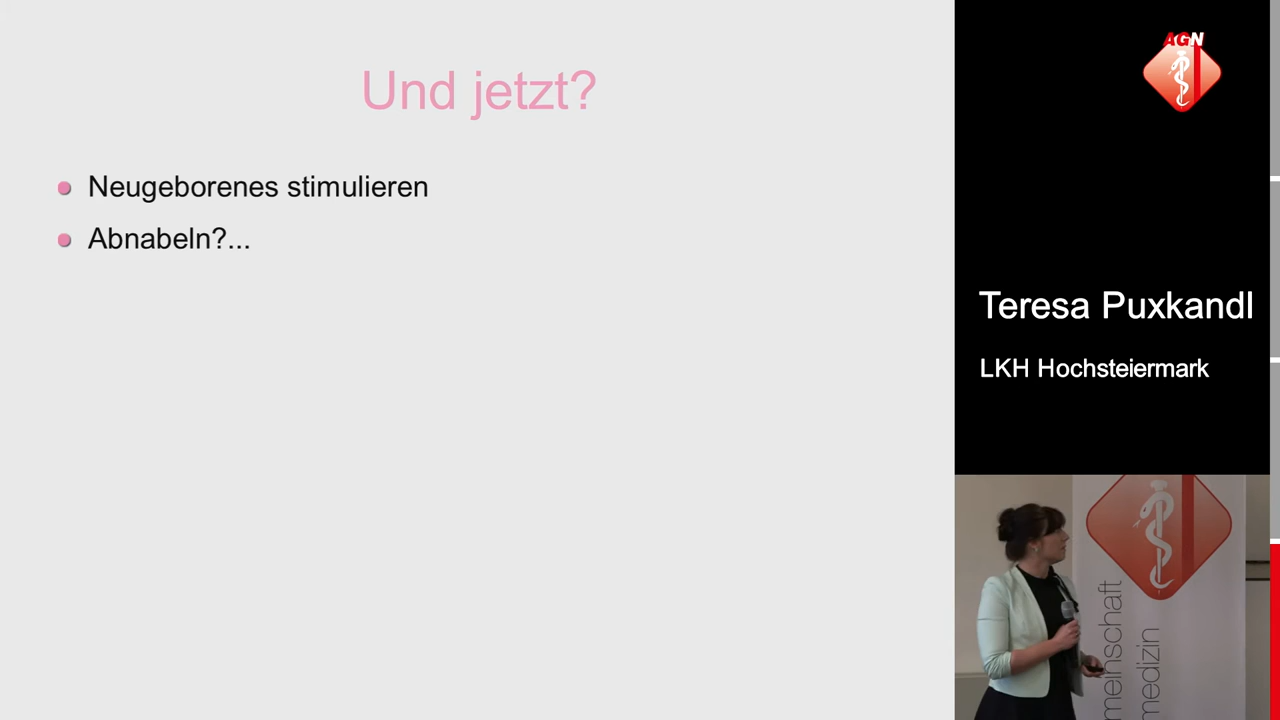 Und jetzt?
Neugeborenes stimulieren
Abnabeln?...
AGN
Teresa Puxkandl
LKH Hochsteiermark
meinschaft
medizin